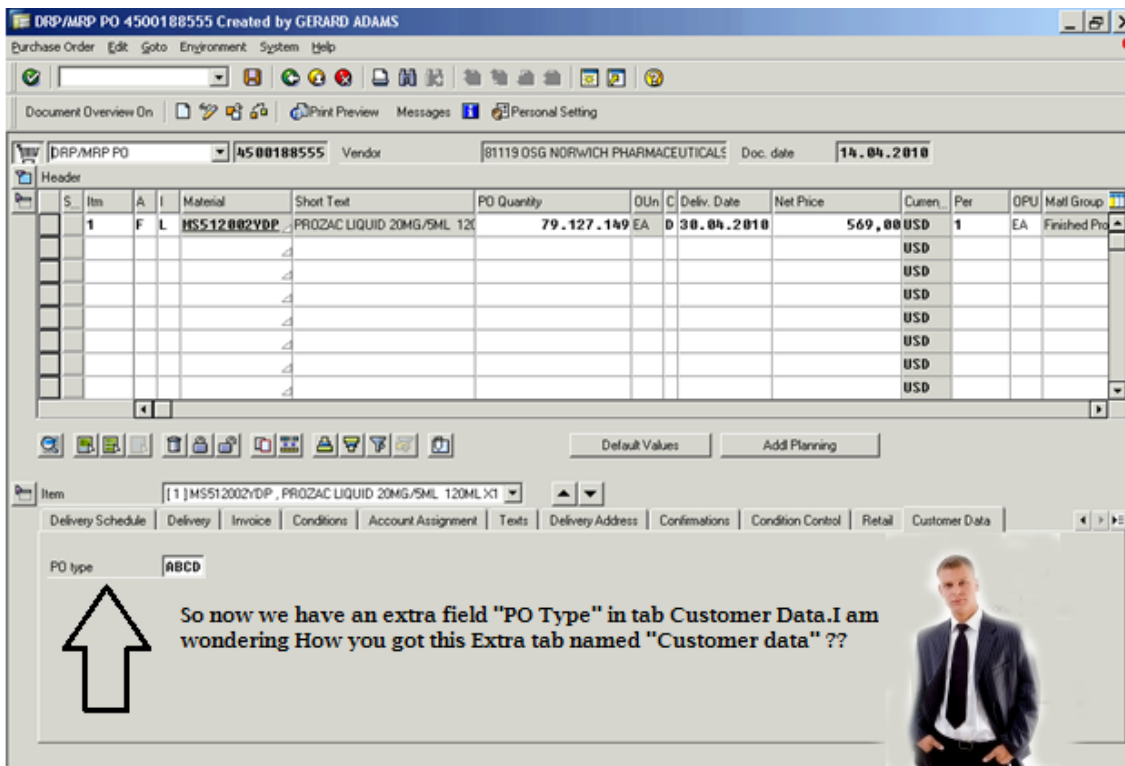 DRP/MRP PO 4500188555 Created by GERARD ADAMS
Purchase Order Edit Goto Environment System Help
Document Overview On Print Preview Messages Personal Setting
DRP/MRP PO 4500188555 Vendor 81119 OSG NORWICH PHARMACEUTICALS Doc. date 14.04.2010
Header
S... Itm A I Material Short Text PO Quantity OUn C Deliv. Date Net Price Curren... Per OPU Matl Group
1 F L MS512002YDP PROZAC LIQUID 20MG/5ML 120 79.127.149 EA D 30.04.2010 569,00 USD 1 EA Finished Pro
USD
USD
USD
USD
USD
USD
USD
Default Values Addl Planning
Item [ 1 ] MS512002YDP , PROZAC LIQUID 20MG/5ML 120ML X1
Delivery Schedule Delivery Invoice Conditions Account Assignment Texts Delivery Address Confirmations Condition Control Retail Customer Data
PO type ABCD
So now we have an extra field "PO Type" in tab Customer Data.I am
wondering How you got this Extra tab named "Customer data" ??